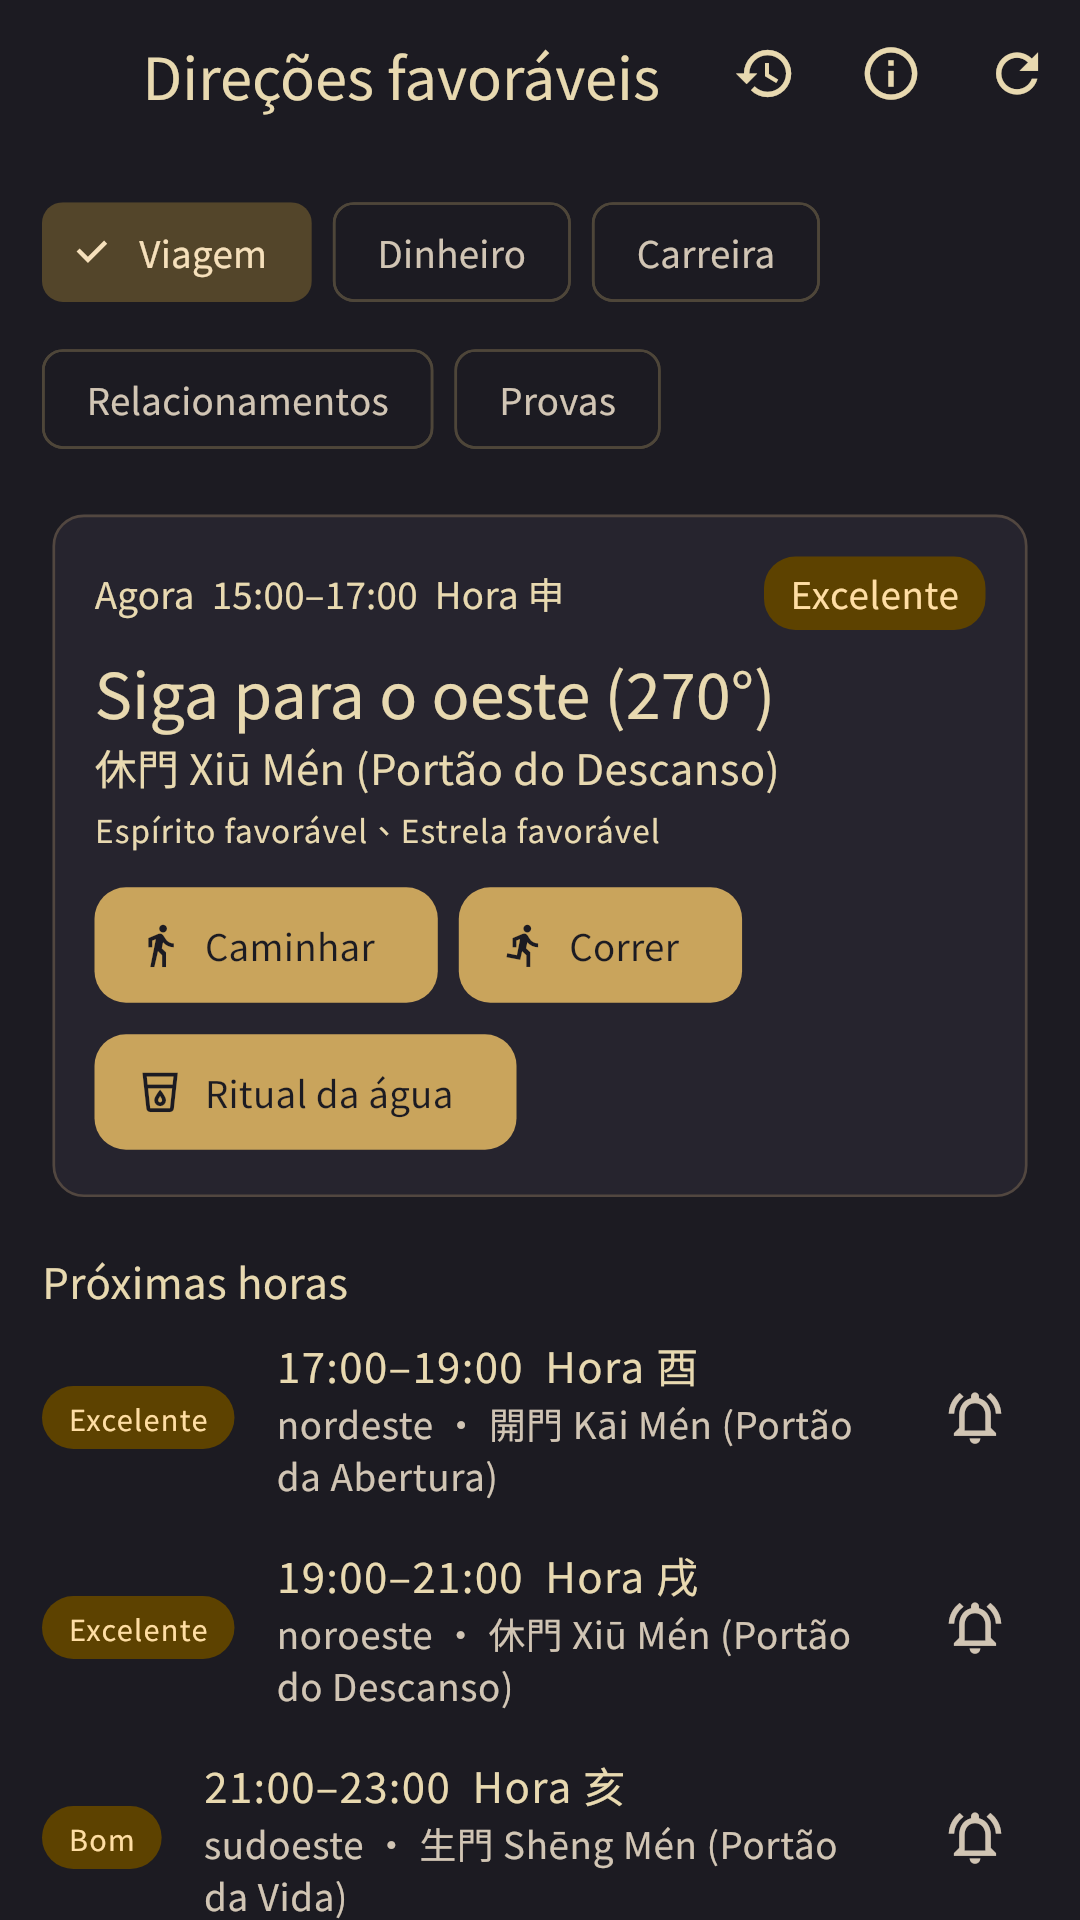 Direções favoráveis
Viagem
Dinheiro
Carreira
Relacionamentos
Provas
Agora 15:00–17:00 Hora 申
Excelente
Siga para o oeste (270°)
休門 Xiū Mén (Portão do Descanso)
Espírito favorável、Estrela favorável
Caminhar
Correr
Ritual da água
Próximas horas
17:00–19:00 Hora 酉
Excelente
nordeste ・ 開門 Kāi Mén (Portão
da Abertura)
19:00–21:00 Hora 戌
Excelente
noroeste ・ 休門 Xiū Mén (Portão
do Descanso)
21:00–23:00 Hora 亥
Bom
sudoeste ・ 生門 Shēng Mén (Portão
da Vida)